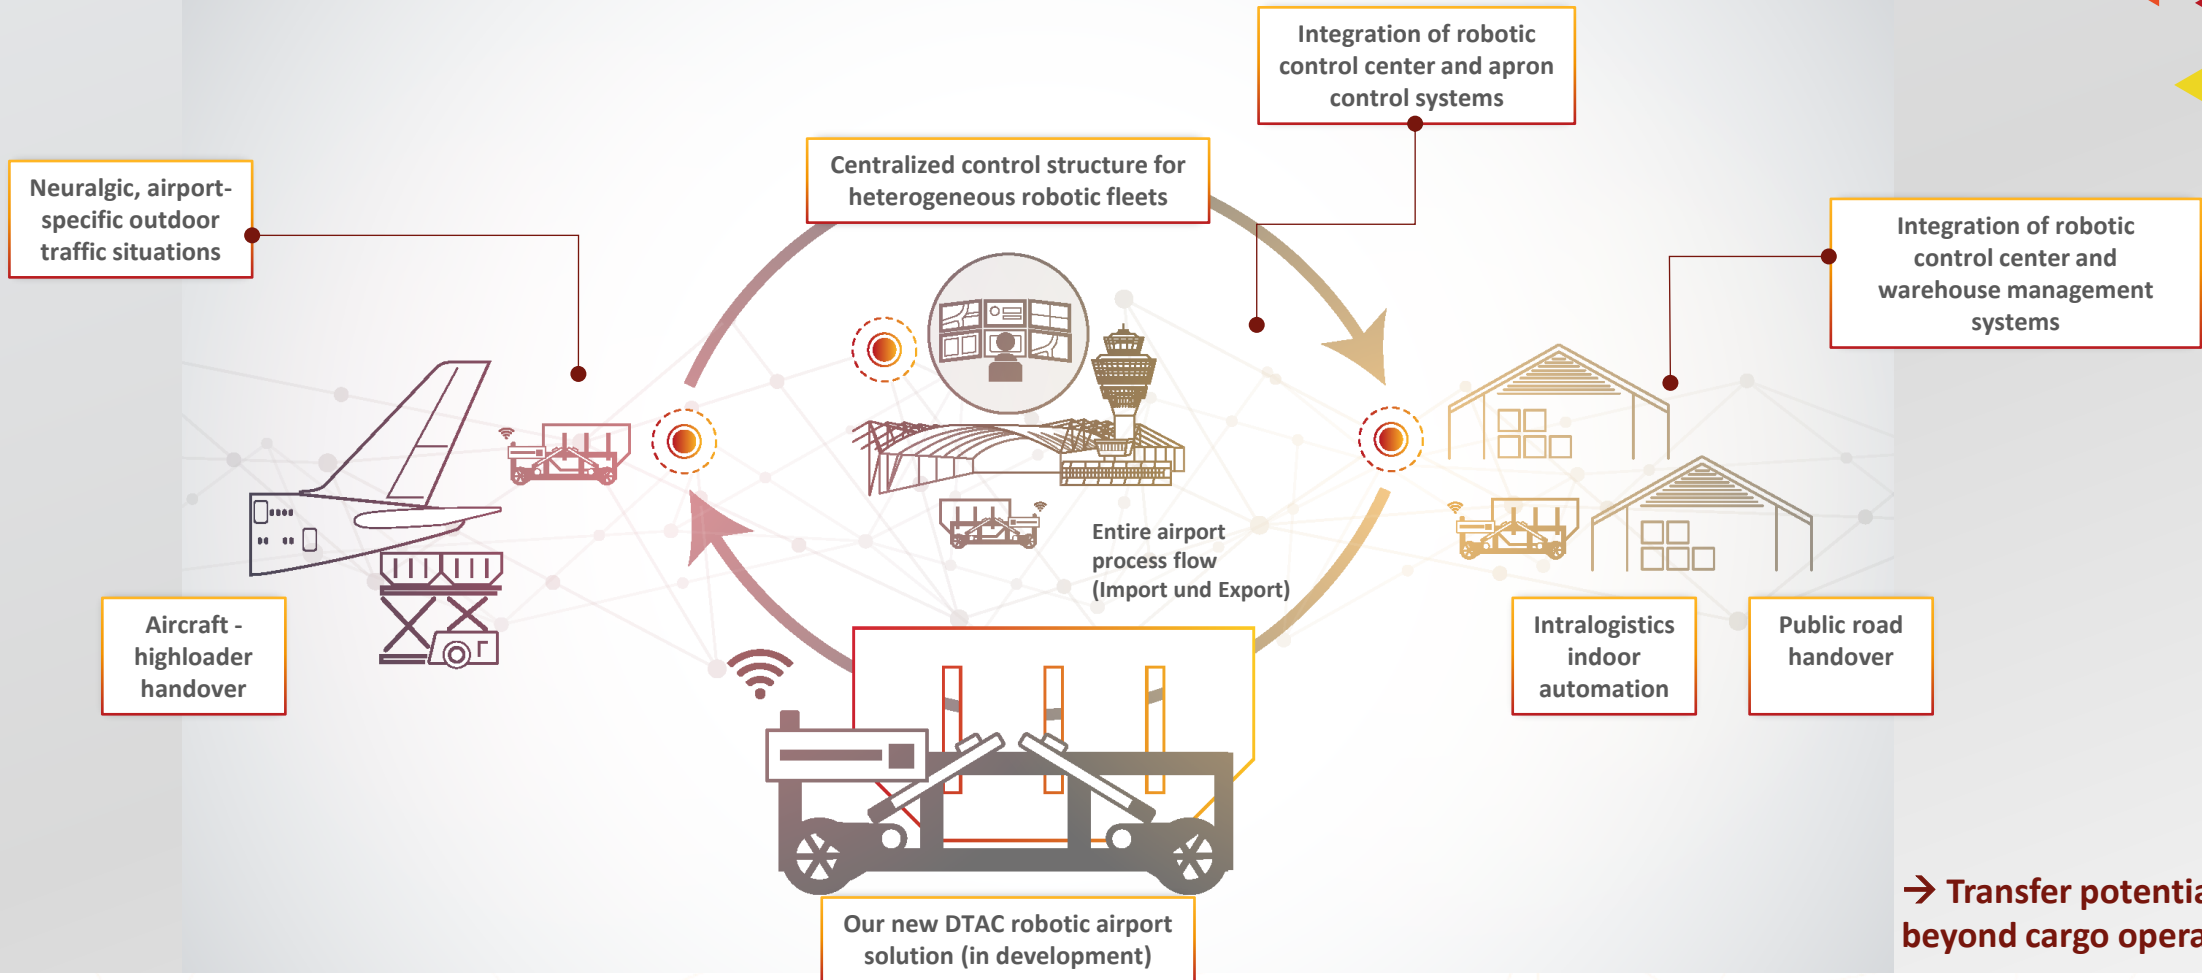 Integration of robotic
control center and apron
control systems
Centralized control structure for
heterogeneous robotic fleets
Neuralgic, airport-
specific outdoor
traffic situations
Integration of robotic
control center and
warehouse management
systems
Entire airport
process flow
(Import und Export)
Aircraft -
highloader
handover
Intralogistics
indoor
automation
Public road
handover
Our new DTAC robotic airport
solution (in development)
→ Transfer potentia
beyond cargo opera